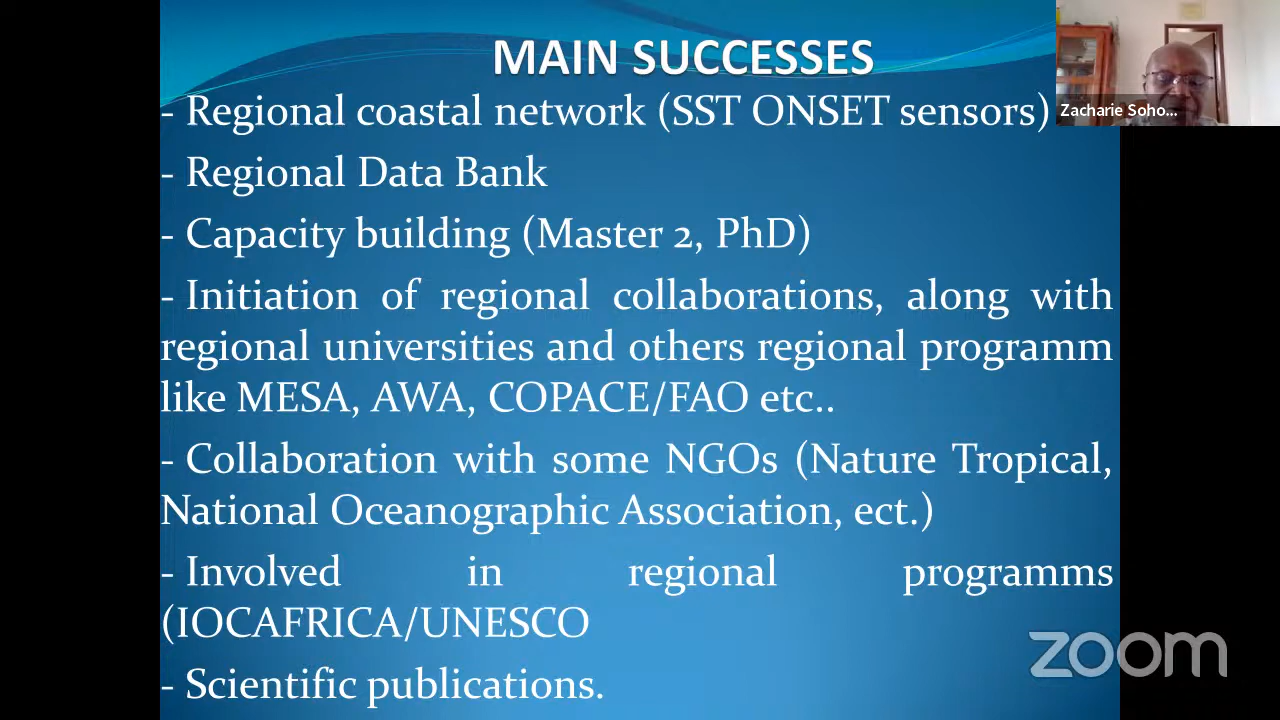 MAIN SUCCESSES
- Regional coastal network (SST ONSET sensors)
Zacharie Soho...
- Regional Data Bank
- Capacity building (Master 2, PhD)
- Initiation of regional collaborations, along with
regional universities and others regional programm
like MESA, AWA, COPACE/FAO etc..
- Collaboration with some NGOs (Nature Tropical,
National Oceanographic Association, ect.)
- Involved in regional programms
(IOCAFRICA/UNESCO
- Scientific publications.
zoom